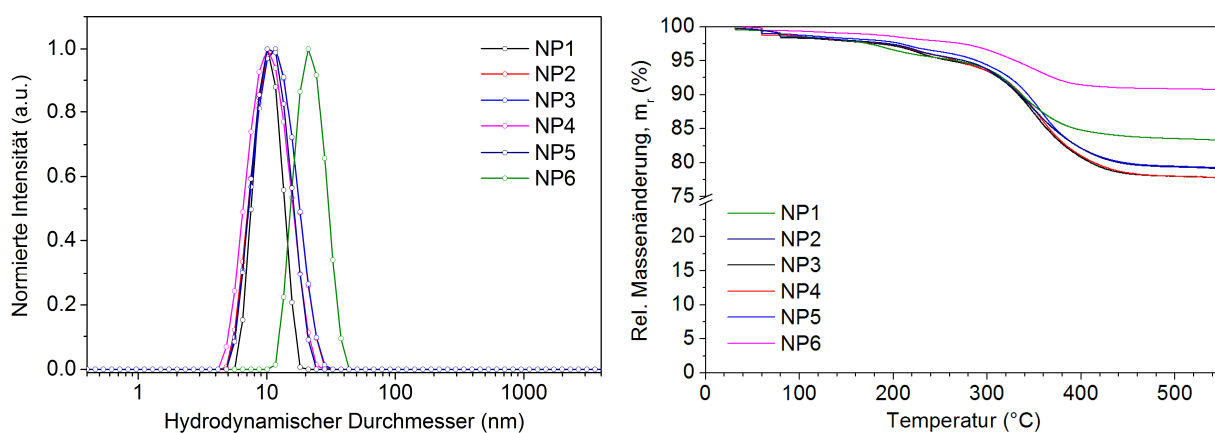 1.0
0.8
0.6
0.4
0.2
0.0
Normierte Intensität (a.u.)
NP1
NP2
NP3
NP4
NP5
NP6
1
10
100
1000
Hydrodynamischer Durchmesser (nm)
100
95
90
85
80
75
20
15
10
5
0
Rel. Massenänderung, mᵣ (%)
NP1
NP2
NP3
NP4
NP5
NP6
0
100
200
300
400
500
Temperatur (°C)